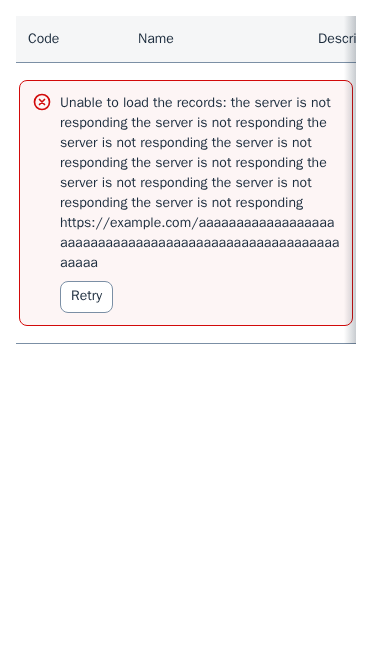 Code Name Descri
Unable to load the records: the server is not
responding the server is not responding the
server is not responding the server is not
responding the server is not responding the
server is not responding the server is not
responding the server is not responding
https://example.com/aaaaaaaaaaaaaaaaaa
aaaaaaaaaaaaaaaaaaaaaaaaaaaaaaaaaaaaa
aaaaa
Retry